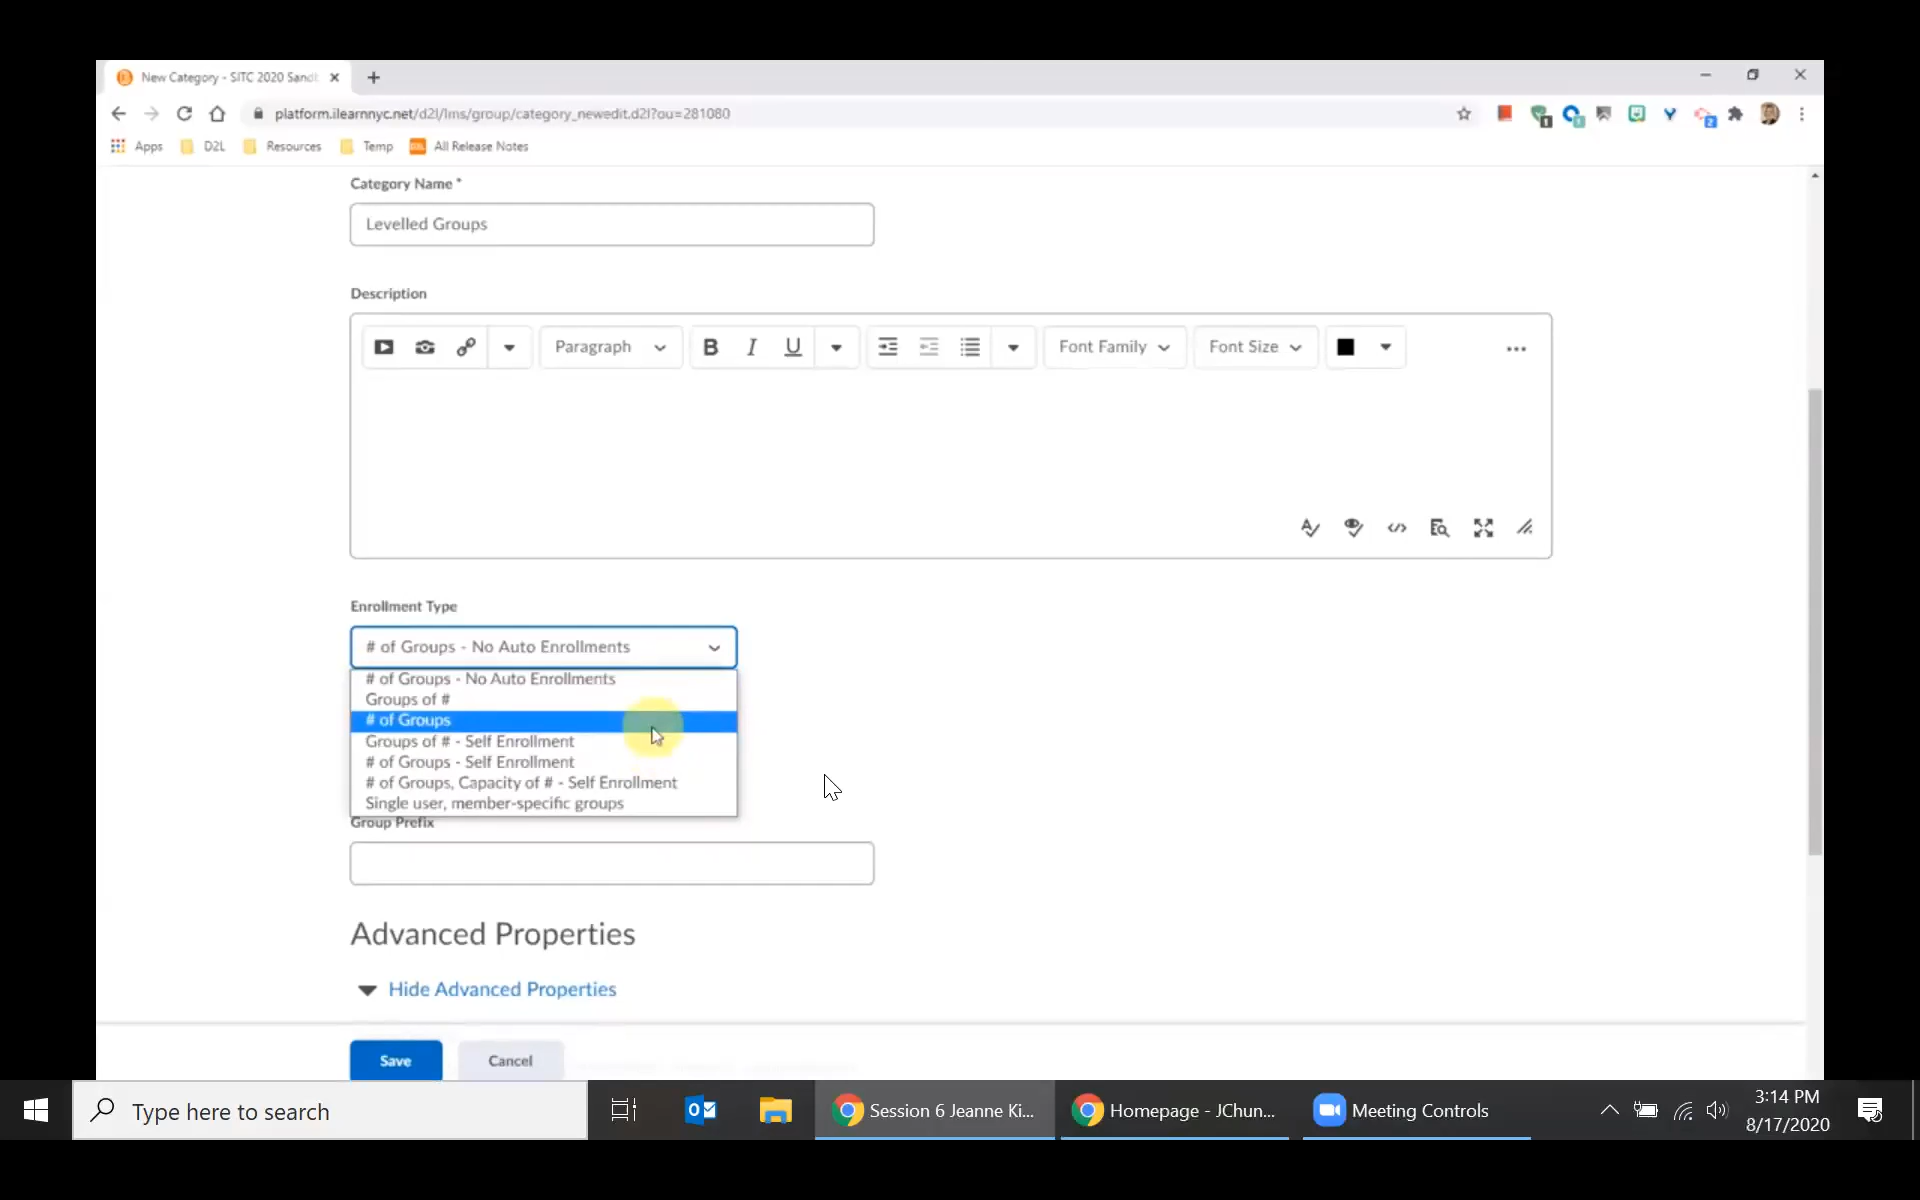 New Category - SITC 2020 Sandb
platform.ilearnnyc.net/d2l/lms/group/category_newedit.d2l?ou=281080
Apps D2L Resources Temp All Release Notes
Category Name *
Levelled Groups
Description
Paragraph B I U Font Family Font Size
Enrollment Type
# of Groups - No Auto Enrollments
# of Groups - No Auto Enrollments
Groups of #
# of Groups
Groups of # - Self Enrollment
# of Groups - Self Enrollment
# of Groups, Capacity of # - Self Enrollment
Single user, member-specific groups
Group Prefix
Advanced Properties
Hide Advanced Properties
Save Cancel
Type here to search
Session 6 Jeanne Ki...
Homepage - JChun...
Meeting Controls
3:14 PM
8/17/2020